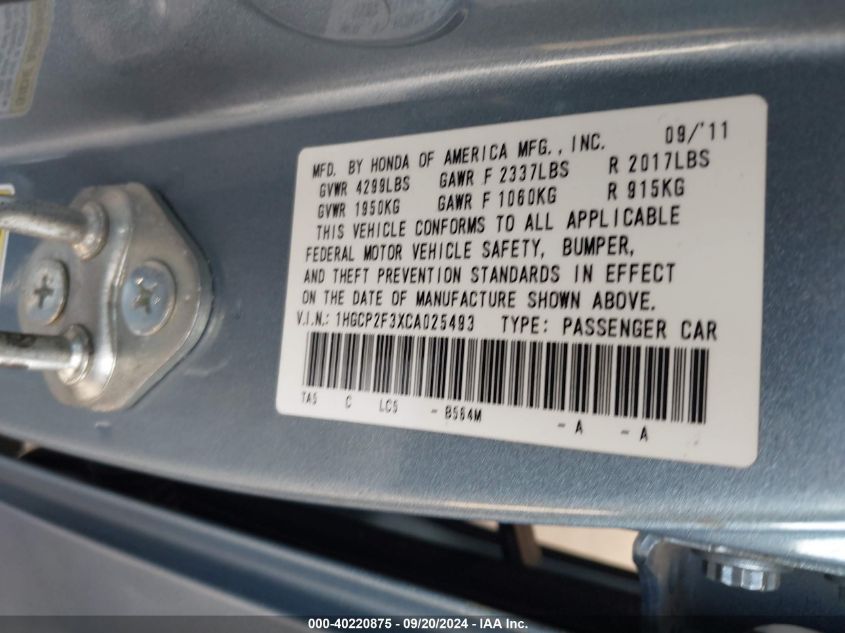 MFD. BY HONDA OF AMERICA MFG., INC. 09/'11
GVWR 4299LBS GAWR F 2337LBS R 2017LBS
GVWR 1950KG GAWR F 1060KG R 915KG
THIS VEHICLE CONFORMS TO ALL APPLICABLE
FEDERAL MOTOR VEHICLE SAFETY, BUMPER,
AND THEFT PREVENTION STANDARDS IN EFFECT
ON THE DATE OF MANUFACTURE SHOWN ABOVE.
V.I.N.: 1HGCP2F3XCA025493 TYPE: PASSENGER CAR
TA5 C LC5 - B564M - A - A
000-40220875 - 09/20/2024 - IAA Inc.